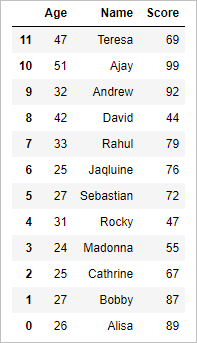 Age Name Score
11 47 Teresa 69
10 51 Ajay 99
9 32 Andrew 92
8 42 David 44
7 33 Rahul 79
6 25 Jaqluine 76
5 27 Sebastian 72
4 31 Rocky 47
3 24 Madonna 55
2 25 Cathrine 67
1 27 Bobby 87
0 26 Alisa 89